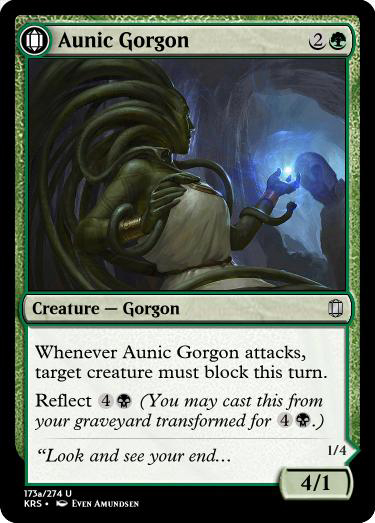 Aunic Gorgon 2
Creature — Gorgon
Whenever Aunic Gorgon attacks,
target creature must block this turn.
Reflect 4 (You may cast this from
your graveyard transformed for 4 .)
“Look and see your end…
1/4
4/1
173a/274 U
KRS • Even Amundsen